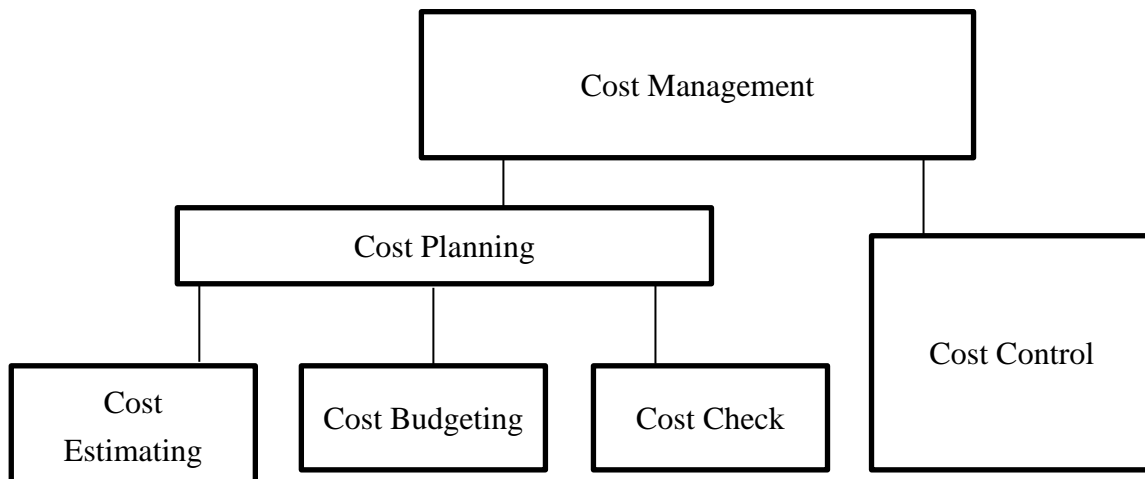 Cost Management
Cost Planning
Cost Control
Cost
Estimating
Cost Budgeting
Cost Check